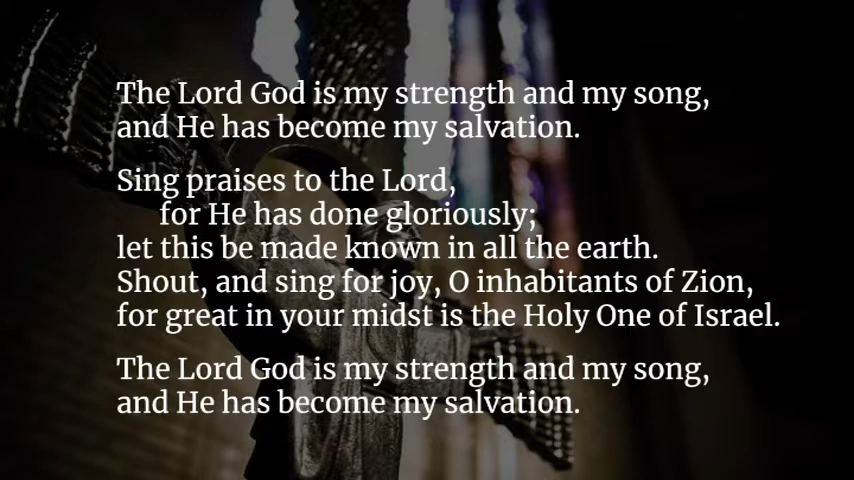 The Lord God is my strength and my song,
and He has become my salvation.
Sing praises to the Lord,
for He has done gloriously;
let this be made known in all the earth.
Shout, and sing for joy, O inhabitants of Zion,
for great in your midst is the Holy One of Israel.
The Lord God is my strength and my song,
and He has become my salvation.